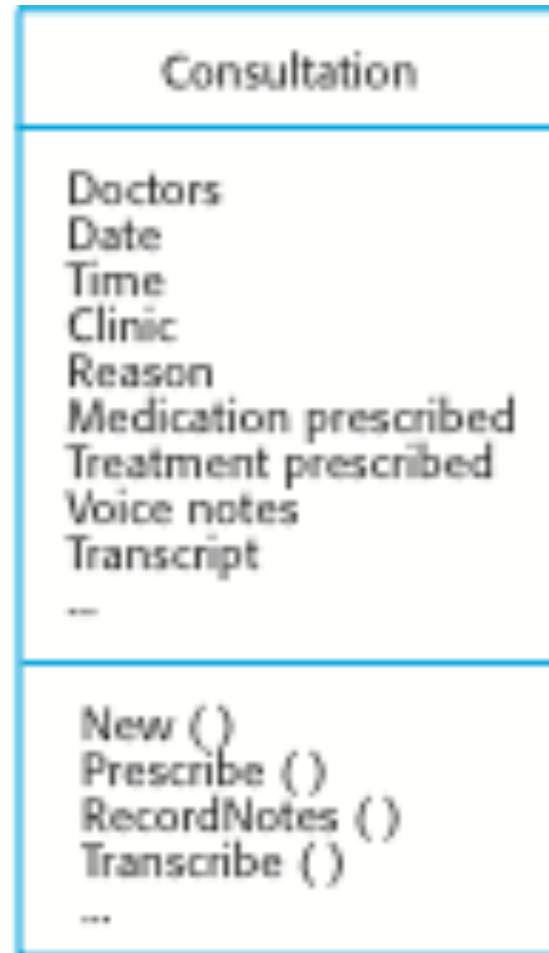 Consultation
Doctors
Date
Time
Clinic
Reason
Medication prescribed
Treatment prescribed
Voice notes
Transcript
...
New ( )
Prescribe ( )
RecordNotes ( )
Transcribe ( )
...